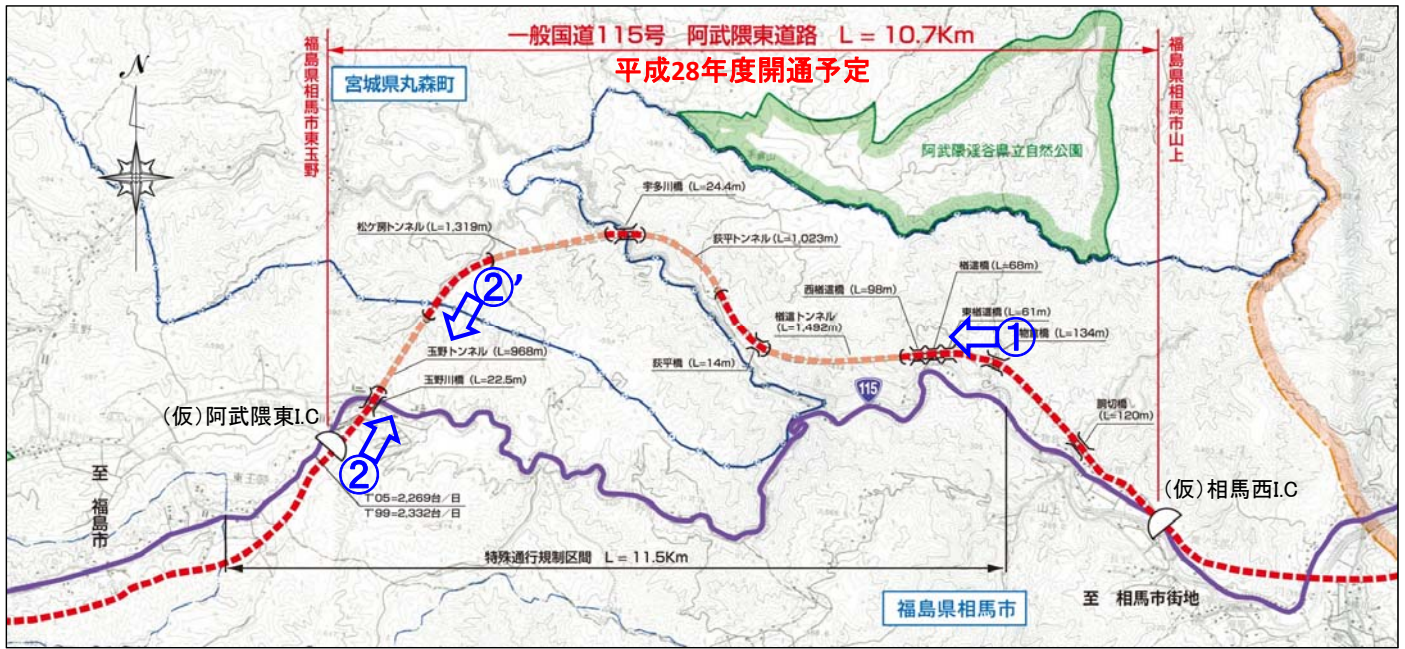 一般国道115号 阿武隈東道路 L = 10.7Km
平成28年度開通予定
N
宮城県丸森町
福島県相馬市東玉野
福島県相馬市山上
阿武隈渓谷県立自然公園
宇多川橋 (L=24.4m)
松ケ房トンネル (L=1,319m)
萩平トンネル (L=1,023m)
楢道橋 (L=68m)
西楢道橋 (L=98m)
②'
東楢道橋 (L=61m)
①
楢道トンネル
(L=1,492m)
橋 (L=134m)
玉野トンネル (L=968m)
萩平橋 (L=14m)
玉野川橋 (L=22.5m)
115
(仮)阿武隈東I.C
橋
(L=120m)
②
至 福島市
T'05=2,269台/日
T'99=2,332台/日
(仮)相馬西I.C
特殊通行規制区間 L = 11.5Km
福島県相馬市
至 相馬市街地